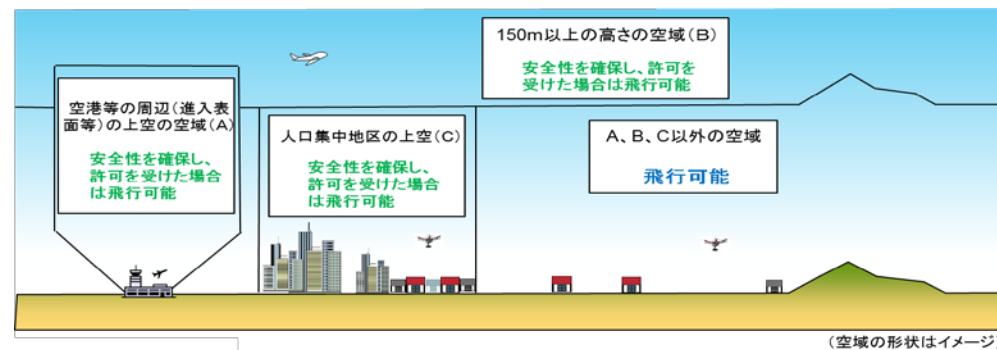 150m以上の高さの空域(B)
安全性を確保し、許可を
受けた場合は飛行可能
空港等の周辺(進入表
面等)の上空の空域(A)
安全性を確保し、
許可を受けた場合
は飛行可能
人口集中地区の上空(C)
安全性を確保し、
許可を受けた場合
は飛行可能
A、B、C以外の空域
飛行可能
(空域の形状はイメージ)